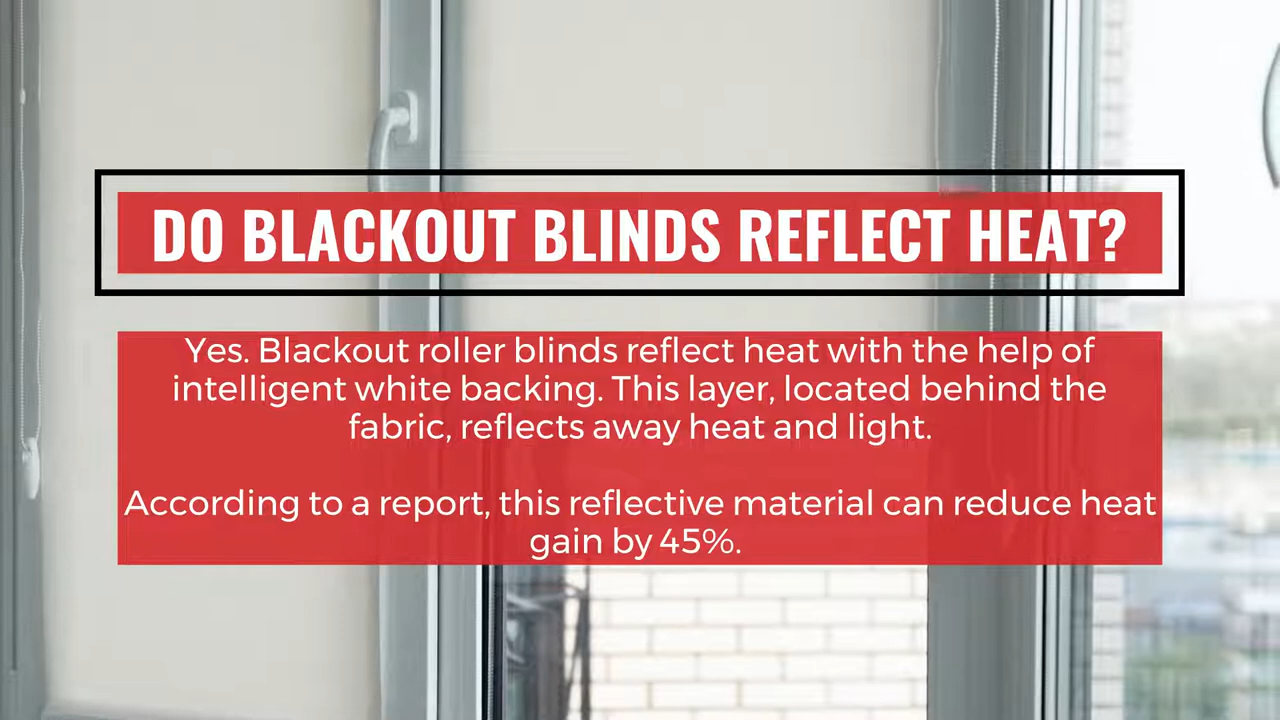 DO BLACKOUT BLINDS REFLECT HEAT?
Yes. Blackout roller blinds reflect heat with the help of
intelligent white backing. This layer, located behind the
fabric, reflects away heat and light.
According to a report, this reflective material can reduce heat
gain by 45%.